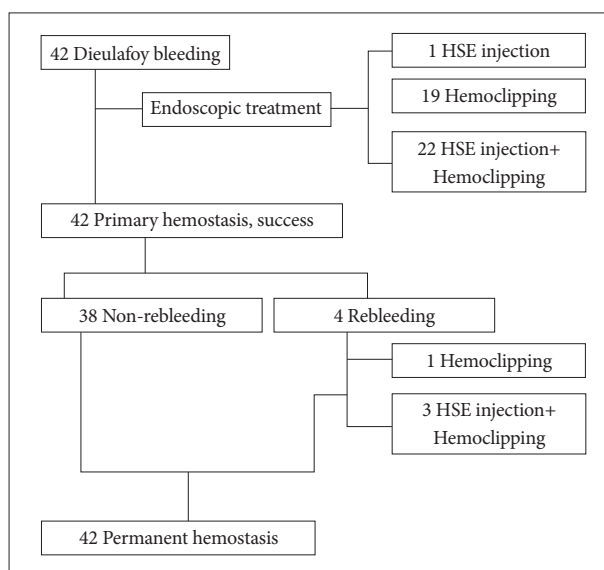 42 Dieulafoy bleeding
1 HSE injection
Endoscopic treatment
19 Hemoclipping
22 HSE injection+
Hemoclipping
42 Primary hemostasis, success
38 Non-rebleeding
4 Rebleeding
1 Hemoclipping
3 HSE injection+
Hemoclipping
42 Permanent hemostasis